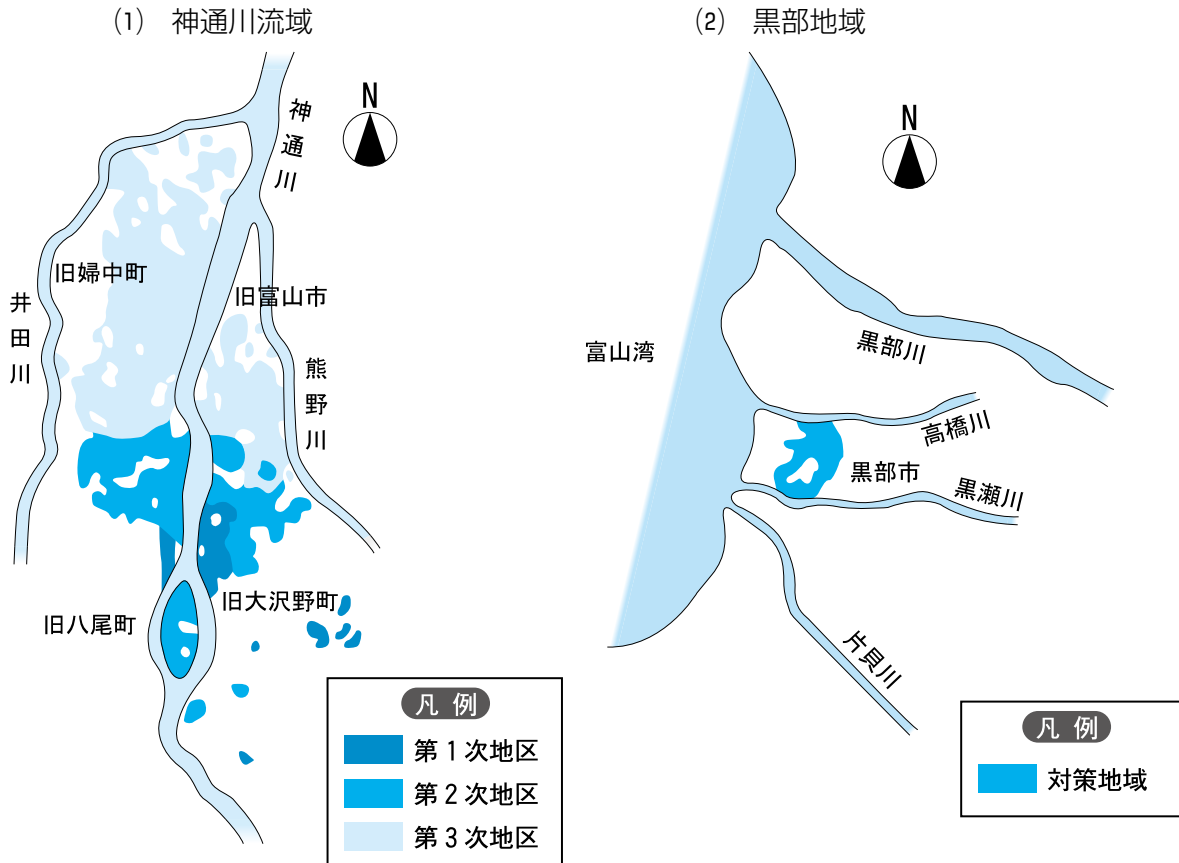 (1) 神通川流域
N
神通川
旧婦中町
旧富山市
井田川
熊野川
旧八尾町
旧大沢野町
凡例
第1次地区
第2次地区
第3次地区
(2) 黒部地域
N
富山湾
黒部川
高橋川
黒部市
黒瀬川
片貝川
凡例
対策地域